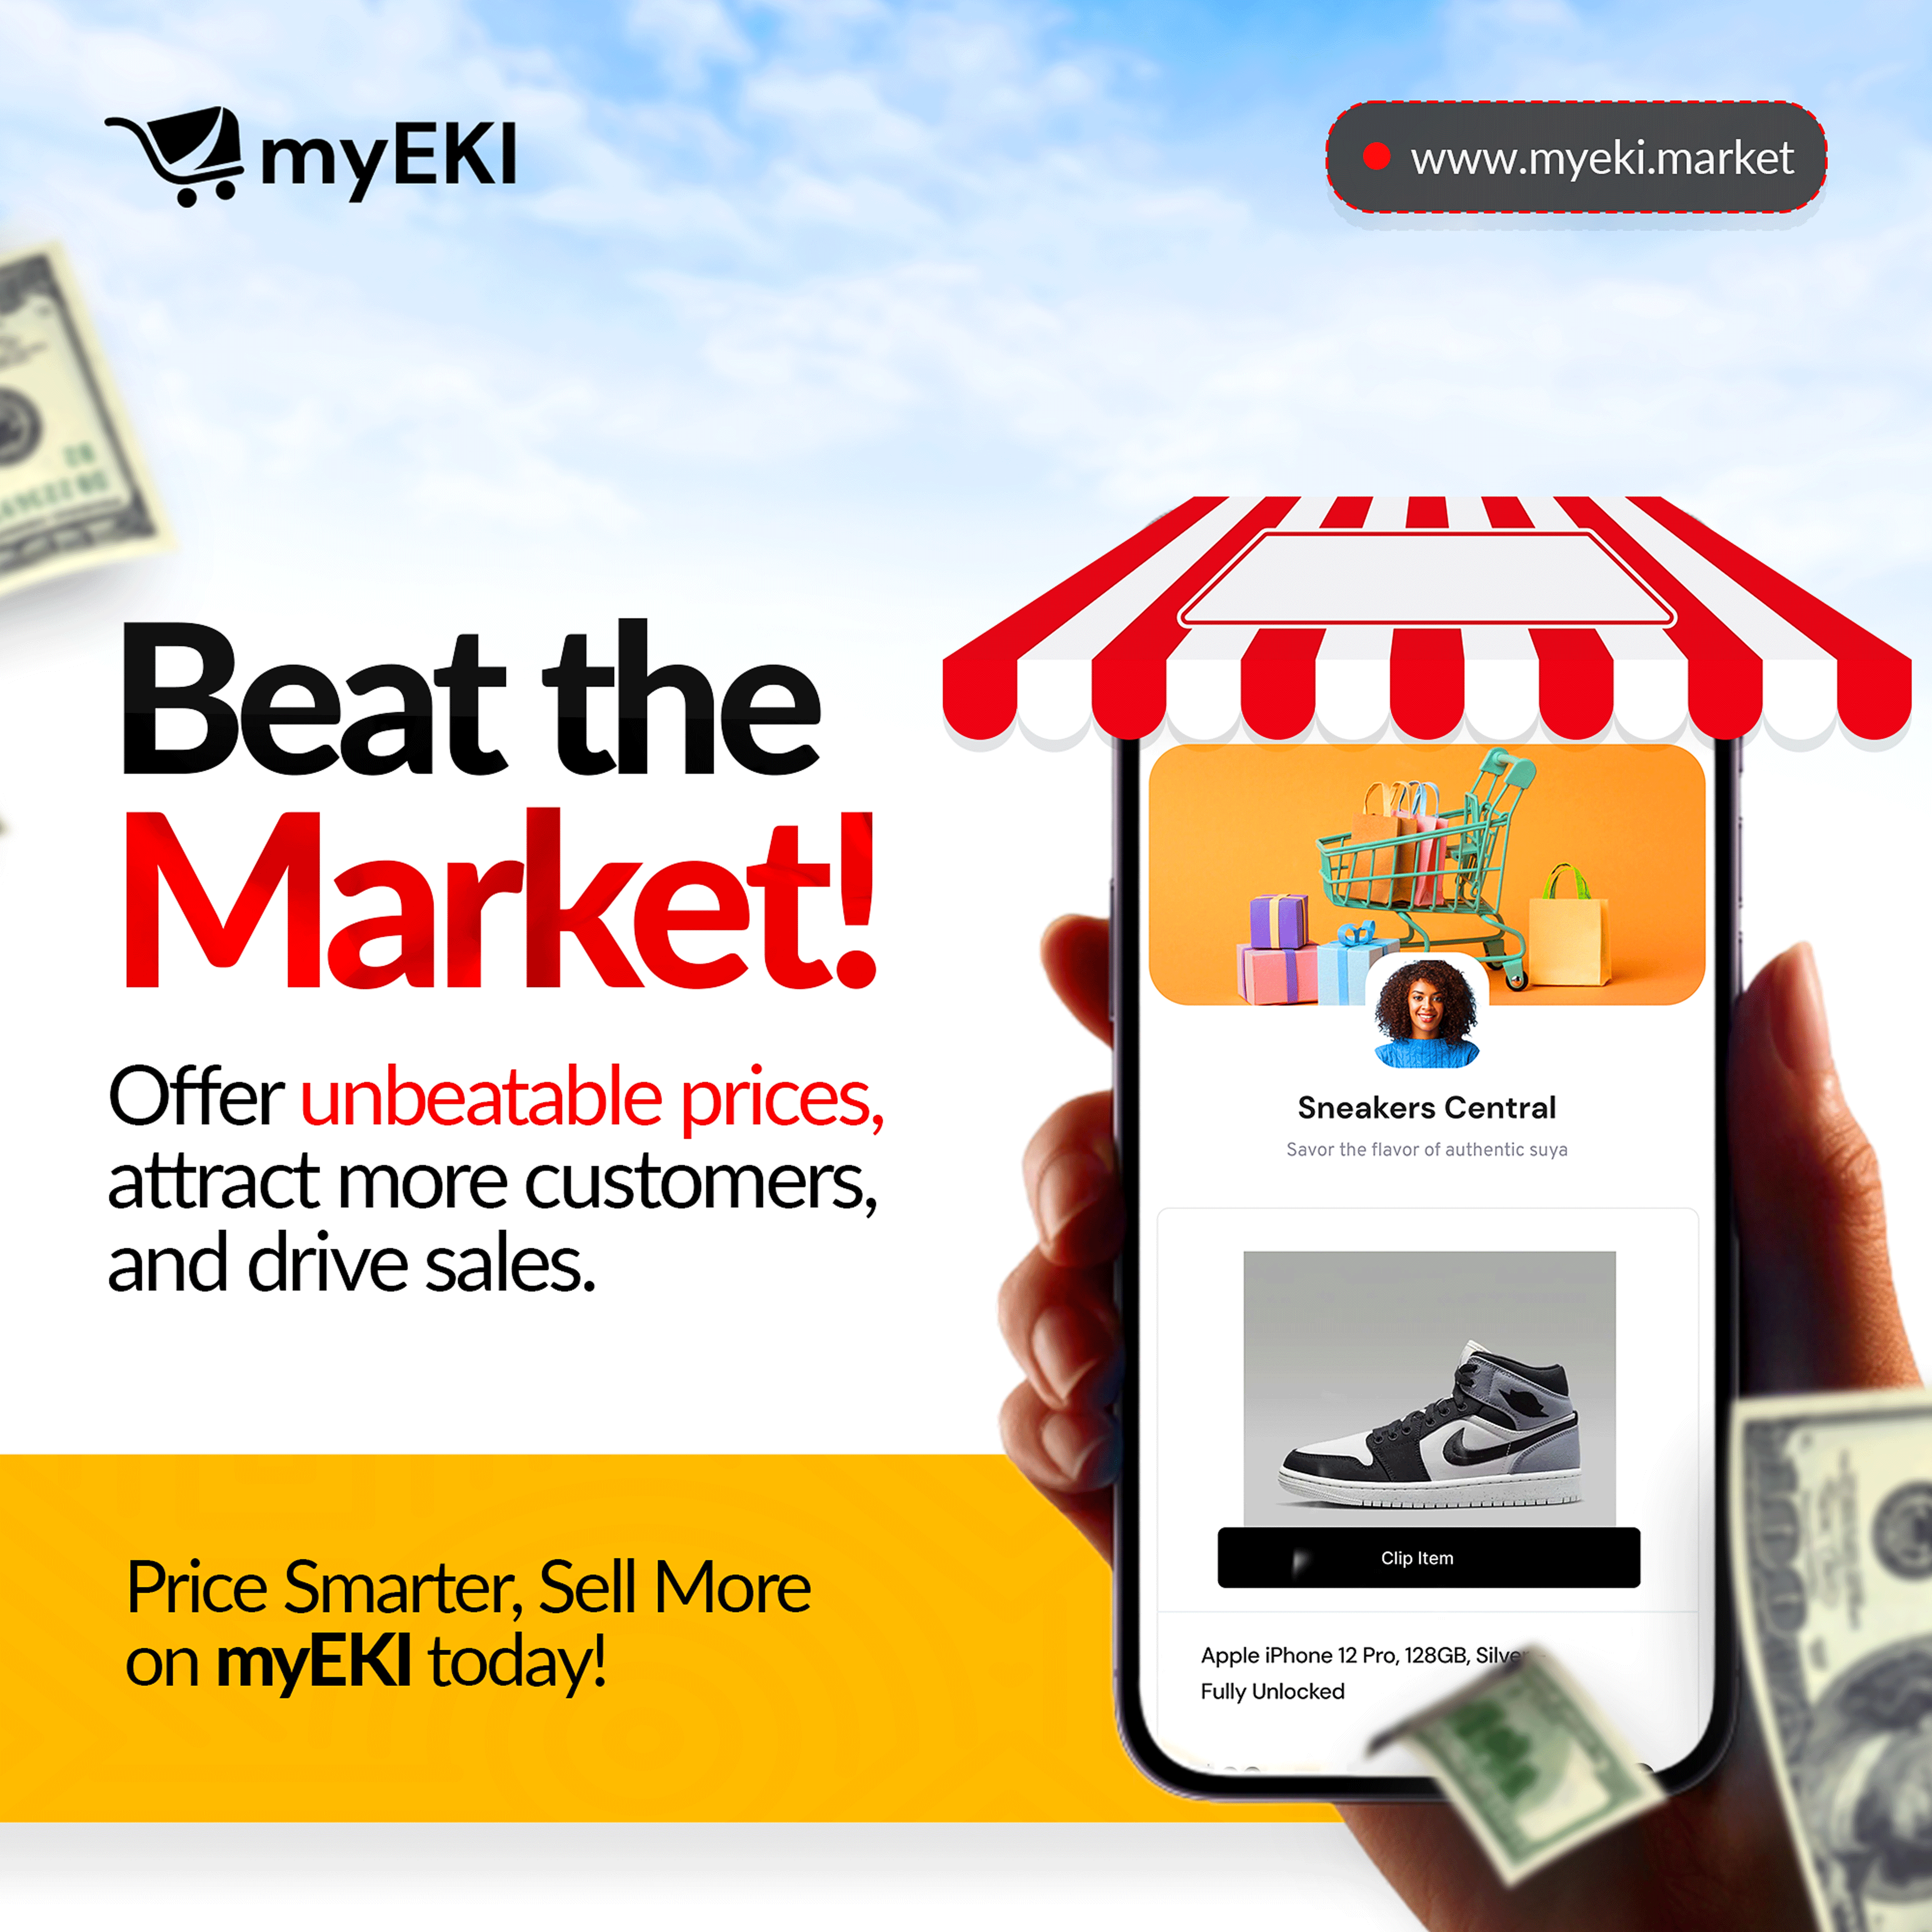 myEKI
www.myeki.market
Beat the
Market!
Offer unbeatable prices,
attract more customers,
and drive sales.
Price Smarter, Sell More
on myEKI today!
Sneakers Central
Savor the flavor of authentic suya
Clip Item
Apple iPhone 12 Pro, 128GB,
Fully Unlocked